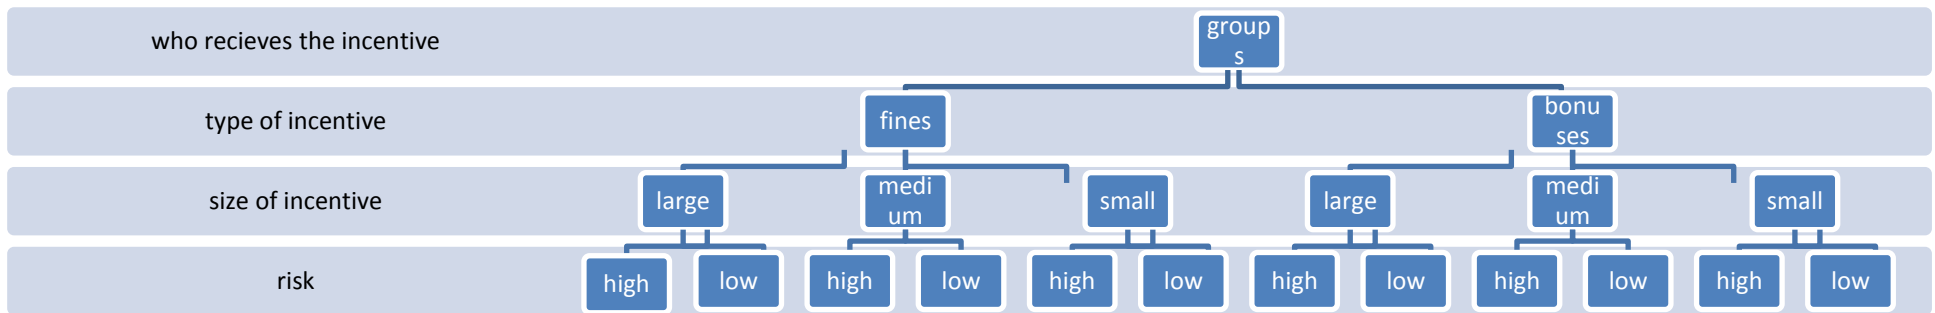 who recieves the incentive
group
s
type of incentive
fines
bonu
ses
size of incentive
large
medi
um
small
large
medi
um
small
risk
high
low
high
low
high
low
high
low
high
low
high
low